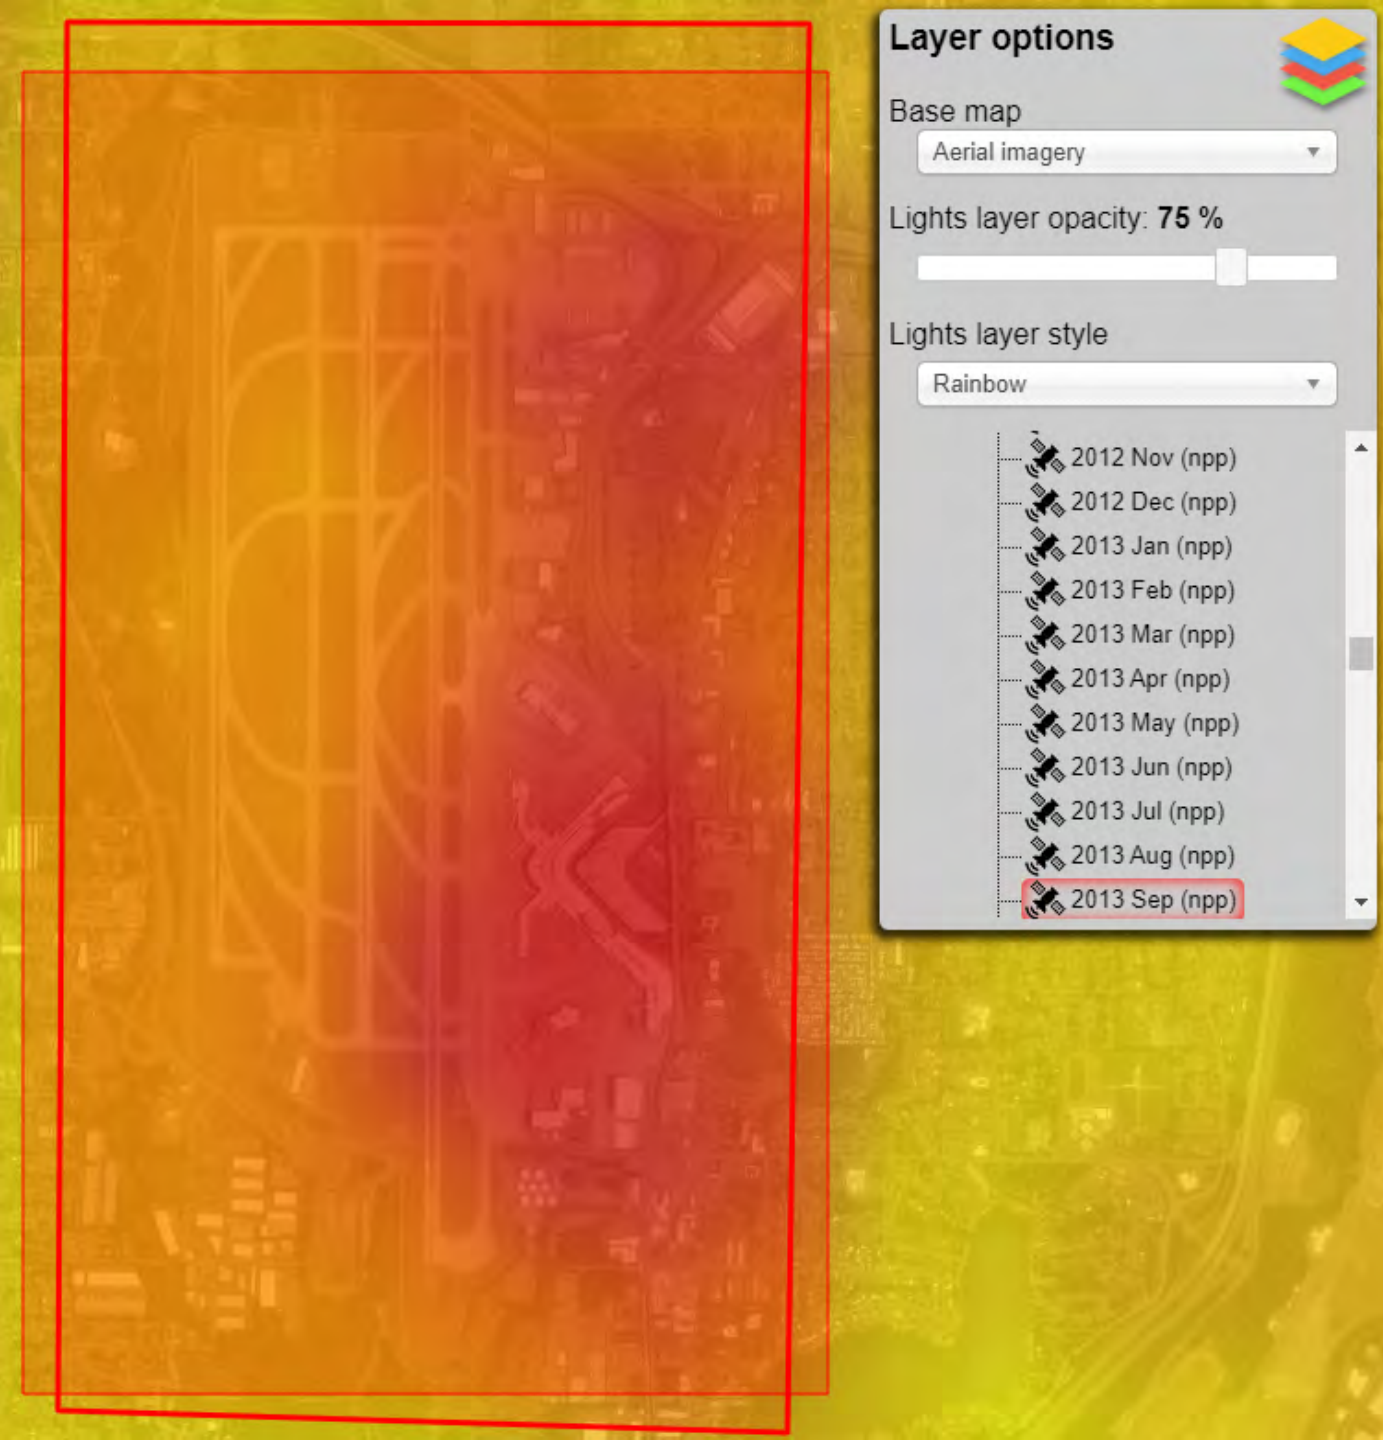 Layer options
Base map
Aerial imagery
Lights layer opacity: 75 %
Lights layer style
Rainbow
2012 Nov (npp)
2012 Dec (npp)
2013 Jan (npp)
2013 Feb (npp)
2013 Mar (npp)
2013 Apr (npp)
2013 May (npp)
2013 Jun (npp)
2013 Jul (npp)
2013 Aug (npp)
2013 Sep (npp)